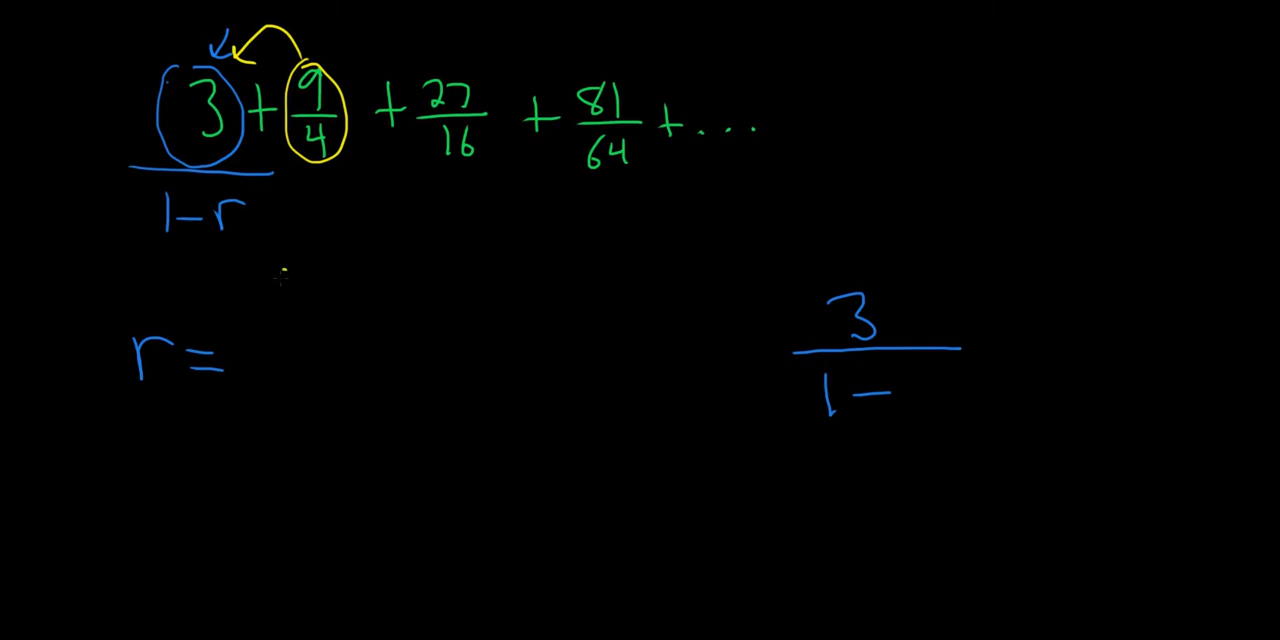 3 + 9/4 + 27/16 + 81/64 + ...
1 - r
r =
3
1 -